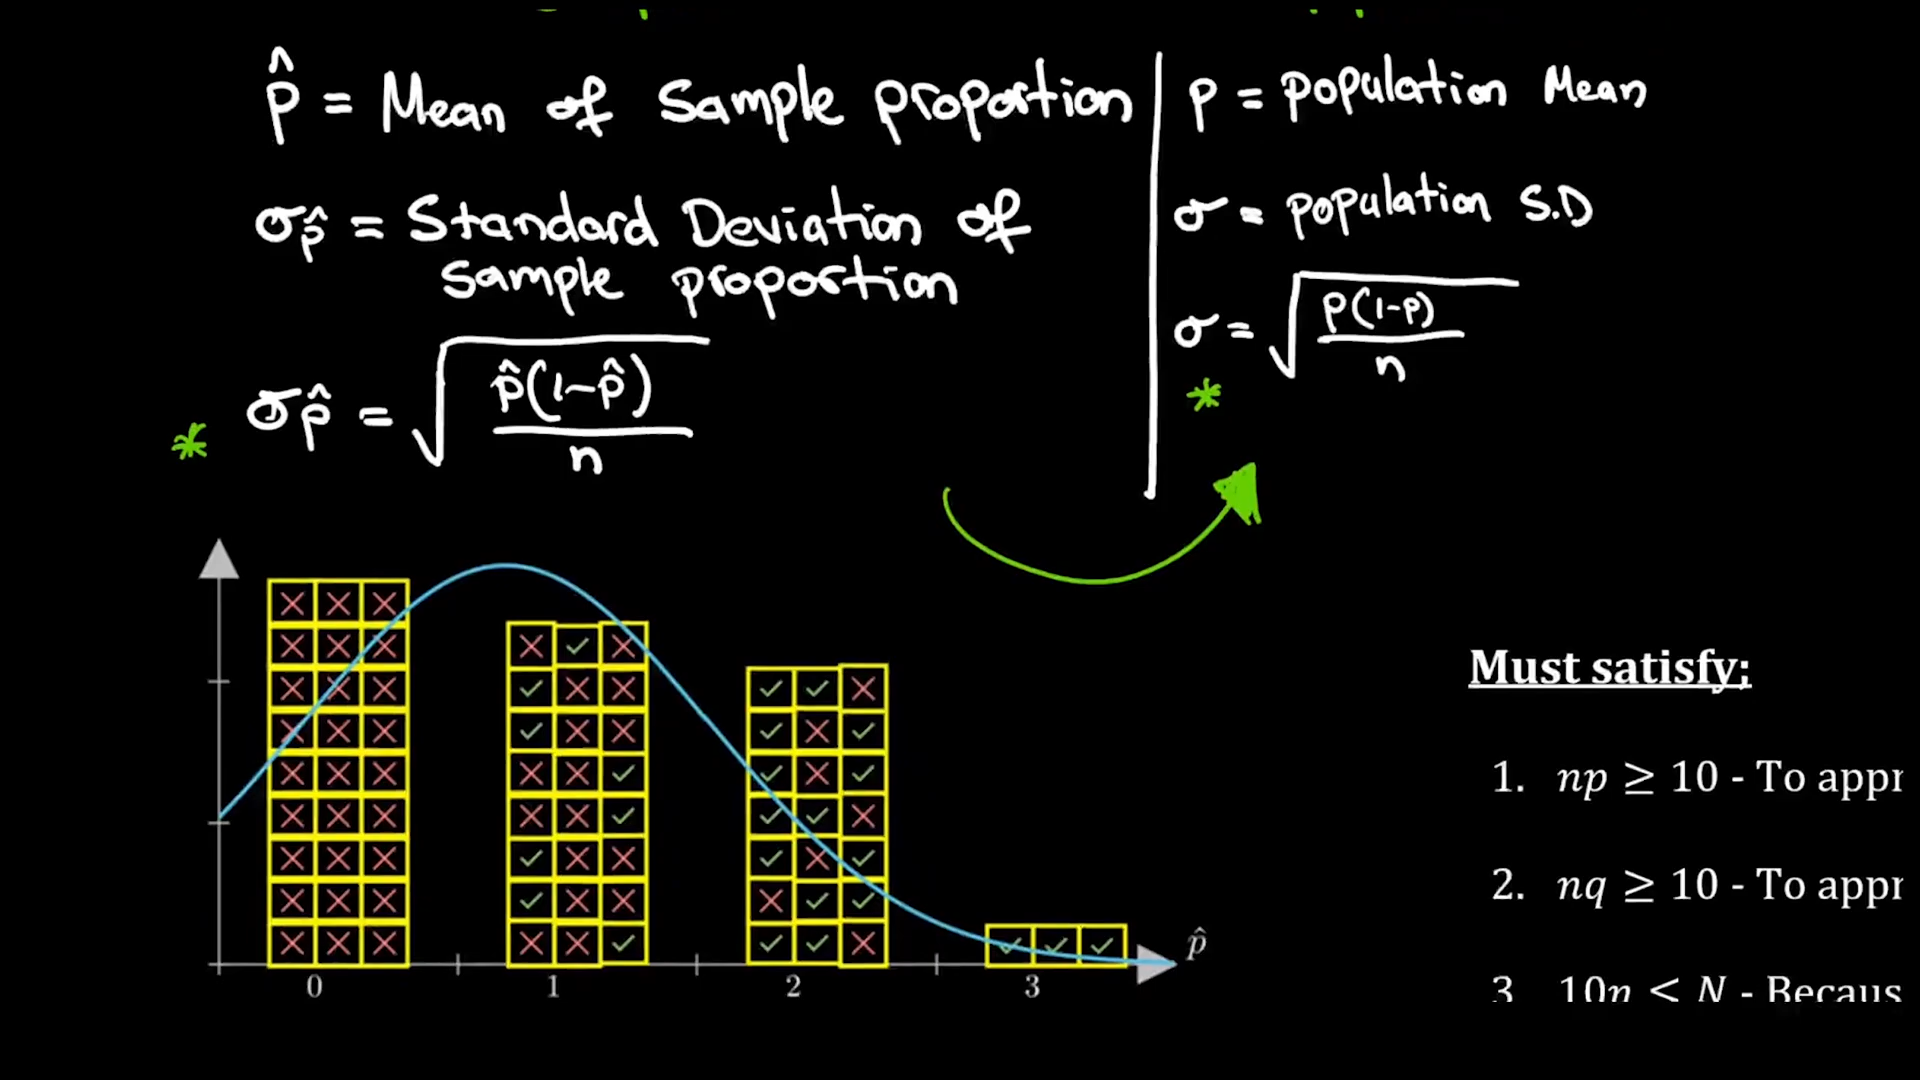 p̂ = Mean of Sample proportion
σp̂ = Standard Deviation of
sample proportion
σp̂ = √(p̂(1-p̂)/n)
*
p = population Mean
σ = population S.D
σ = √(p(1-p)/n)
*
0 1 2 3
p̂
Must satisfy;
1. np ≥ 10 - To appr
2. nq ≥ 10 - To appr
3 10n < N - Becaus